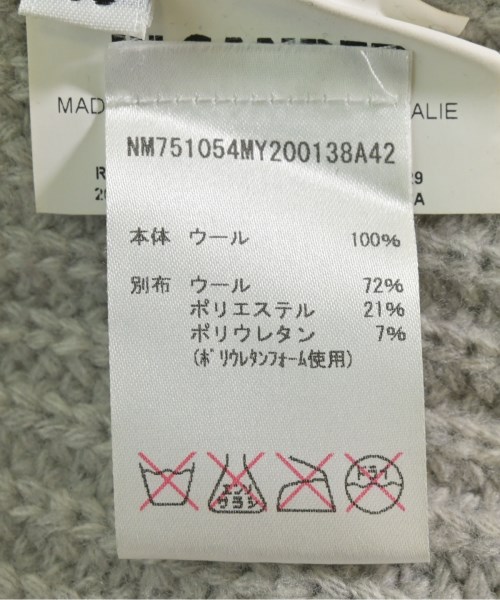 JIL SANDER
MAD
ALIE
NM751054MY200138A42
本体 ウール 100%
別布 ウール 72%
ポリエステル 21%
ポリウレタン 7%
(ﾎﾟﾘｳﾚﾀﾝﾌｫｰﾑ使用)
エンソ
サラシ
ドライ